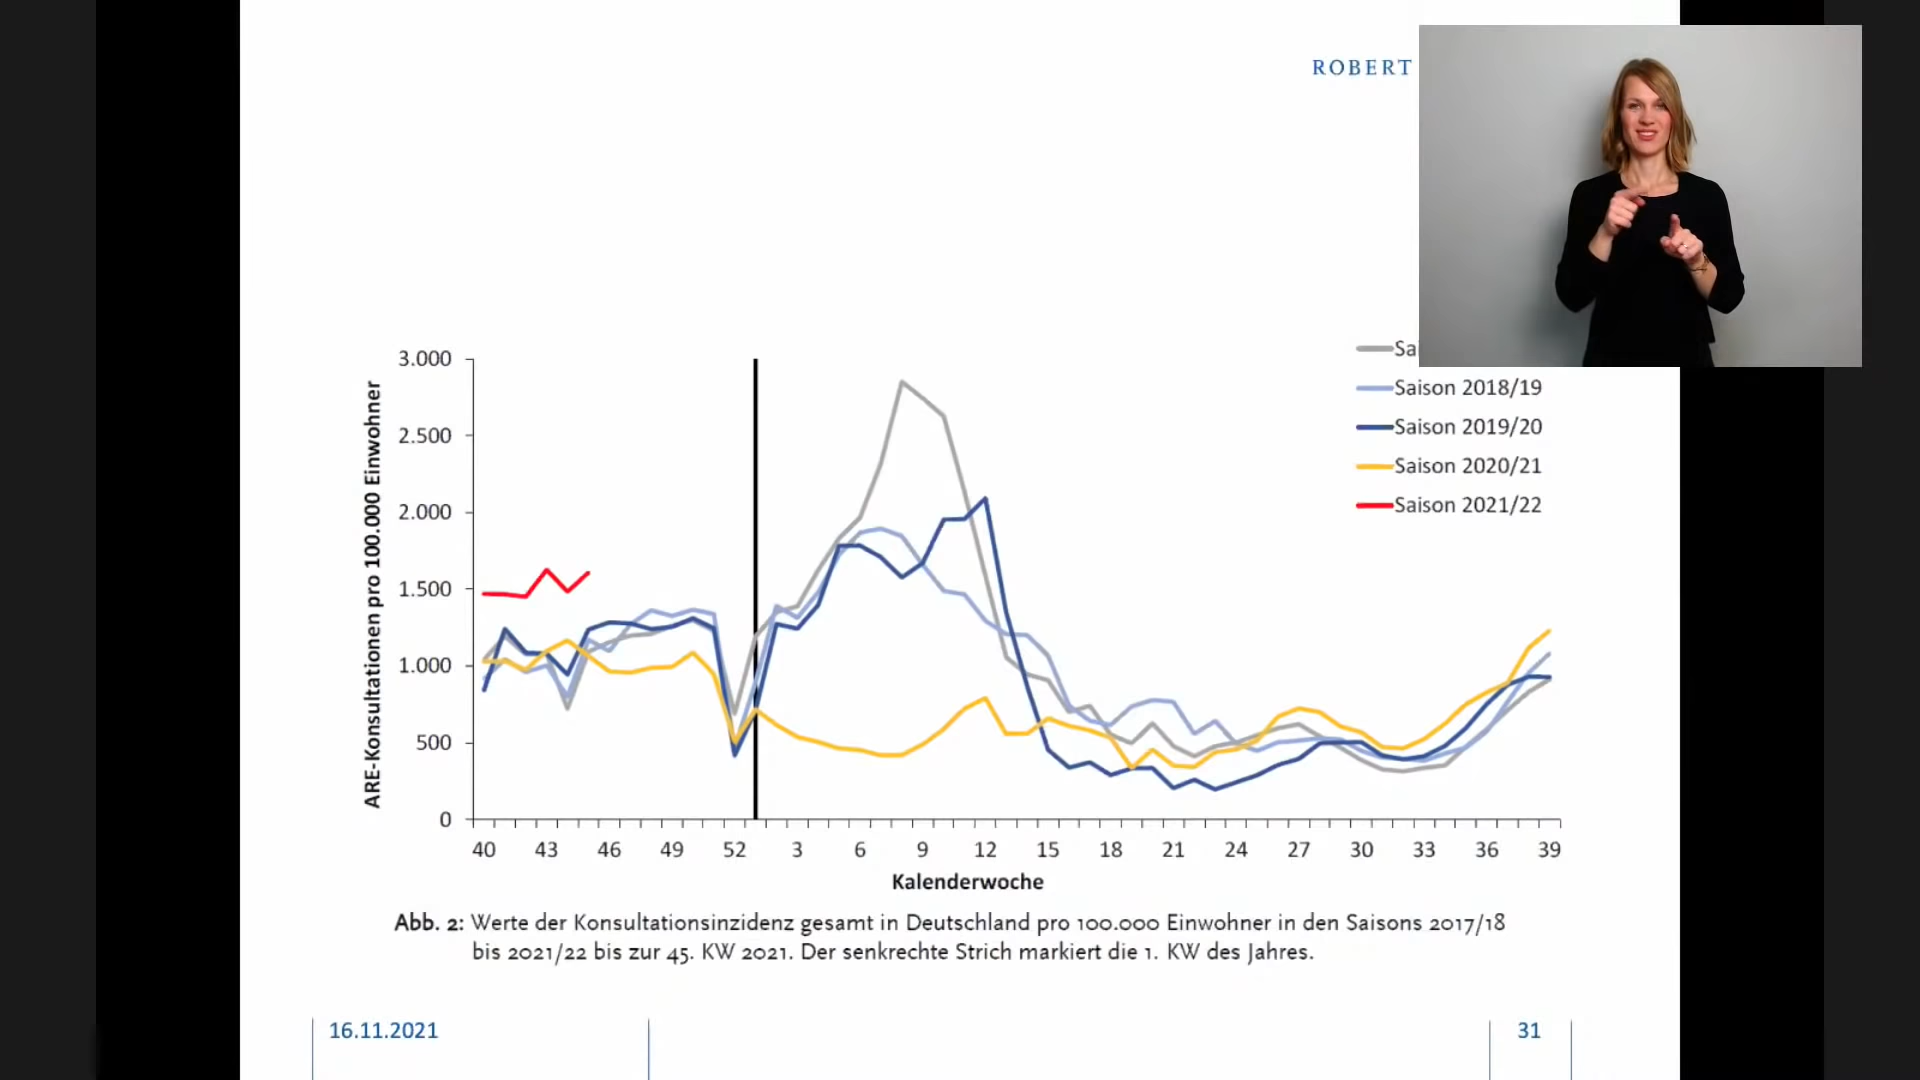 ROBERT
3.000
2.500
2.000
1.500
1.000
500
0
ARE-Konsultationen pro 100.000 Einwohner
Sai
Saison 2018/19
Saison 2019/20
Saison 2020/21
Saison 2021/22
40 43 46 49 52 3 6 9 12 15 18 21 24 27 30 33 36 39
Kalenderwoche
Abb. 2: Werte der Konsultationsinzidenz gesamt in Deutschland pro 100.000 Einwohner in den Saisons 2017/18
bis 2021/22 bis zur 45. KW 2021. Der senkrechte Strich markiert die 1. KW des Jahres.
16.11.2021
31